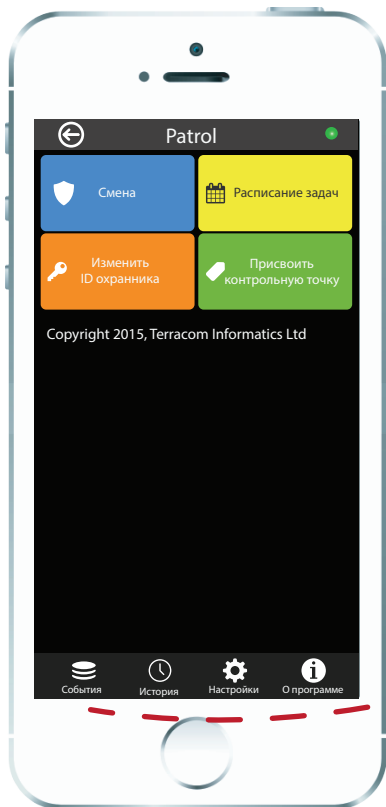 Patrol
Смена
Расписание задач
Изменить
ID охранника
Присвоить
контрольную точку
Copyright 2015, Terracom Informatics Ltd
События
История
Настройки
О программе